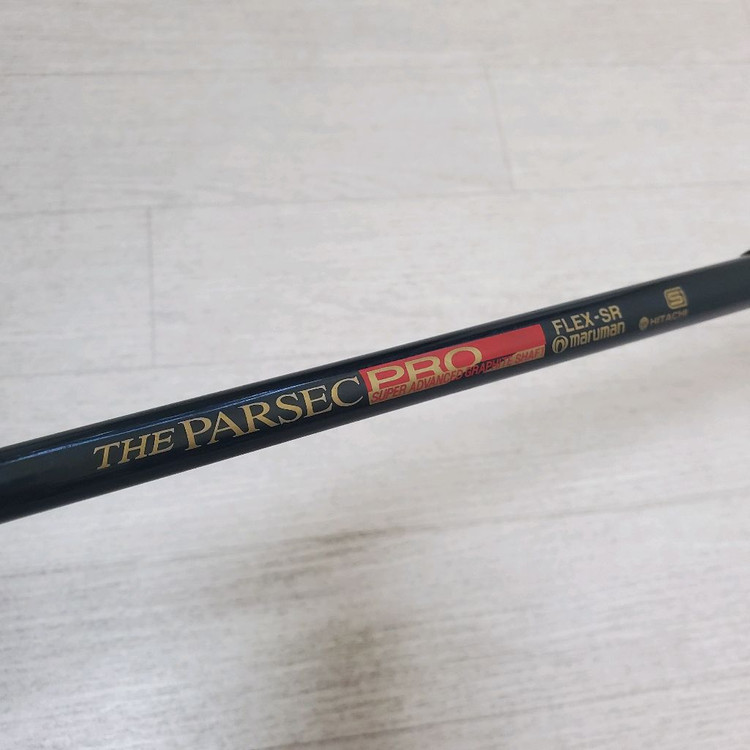 THE PARSEC PRO
SUPER ADVANCED GRAPHITE SHAFT
FLEX-SR
maruman
S
HITACHI